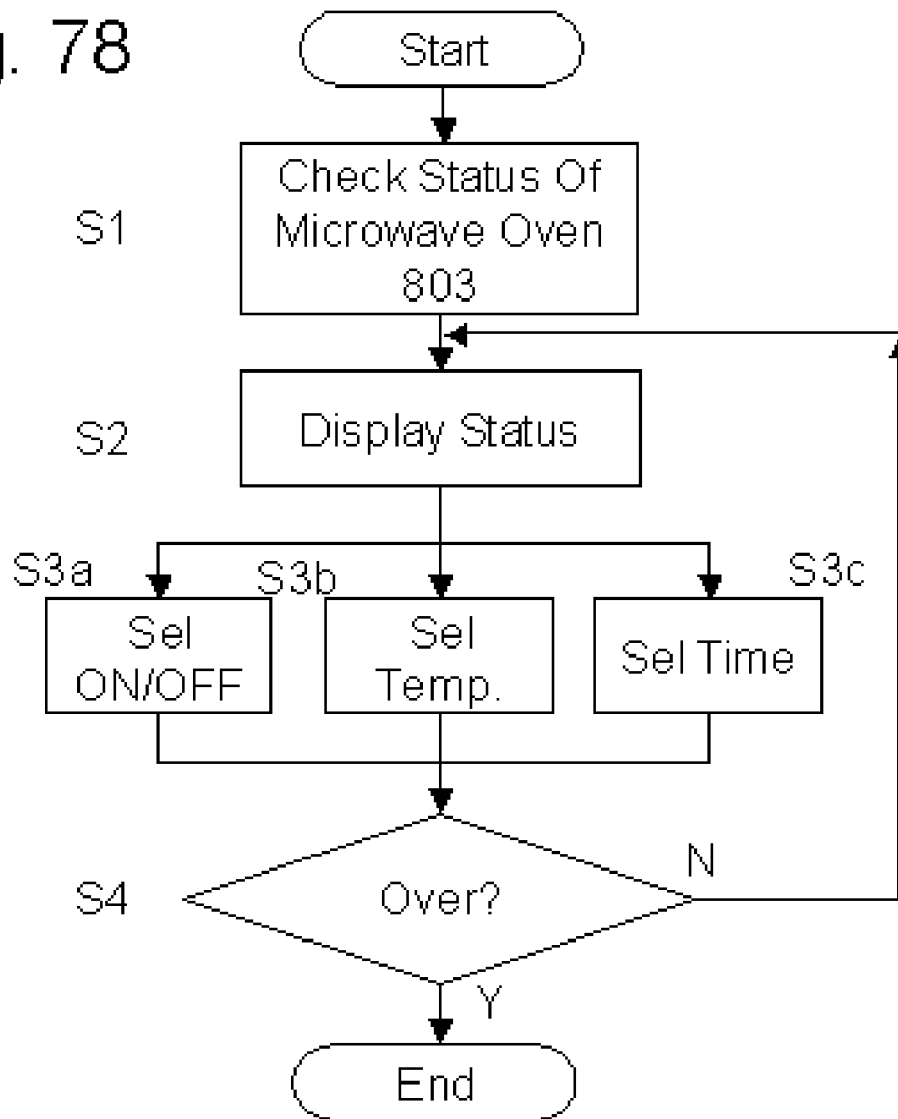 g. 78
Start
S1
Check Status Of
Microwave Oven
803
S2
Display Status
S3a
S3b
S3c
Sel
ON/OFF
Sel
Temp.
Sel Time
S4
Over?
N
Y
End